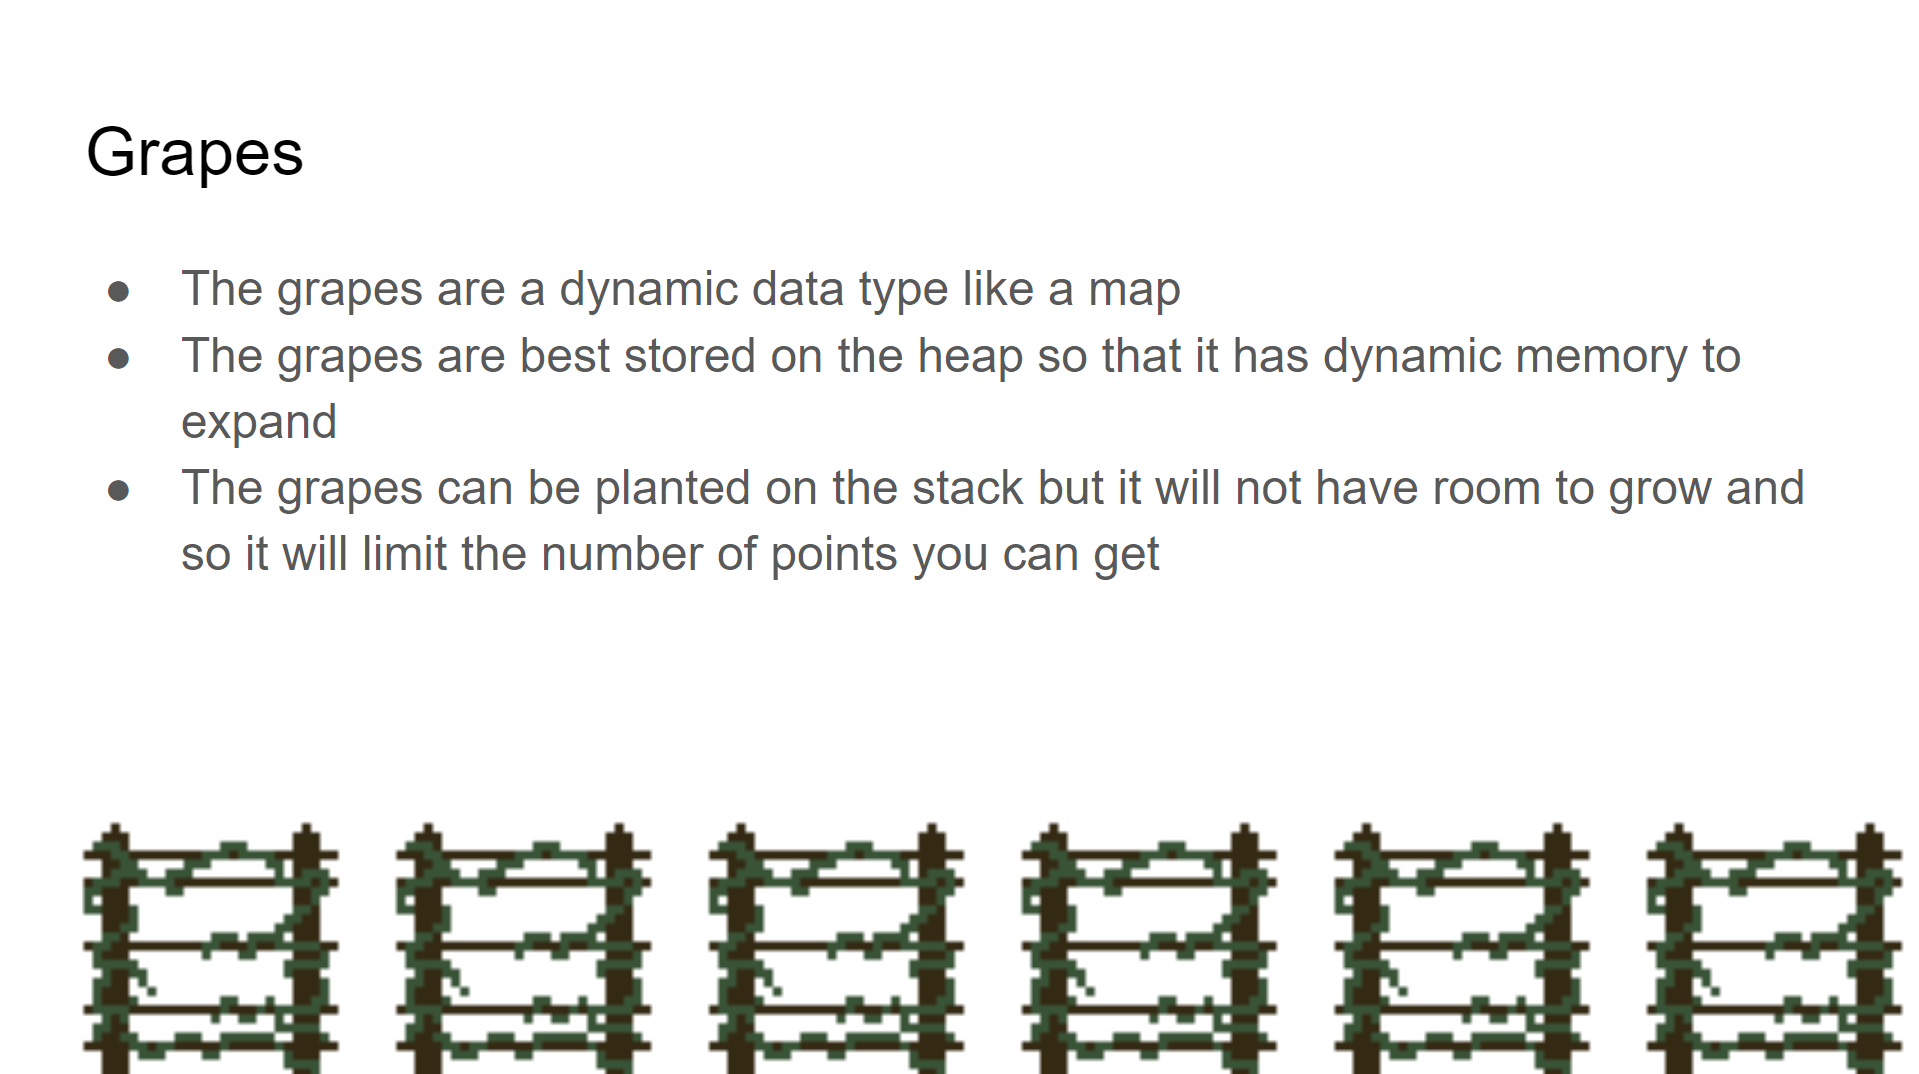 Grapes
● The grapes are a dynamic data type like a map
● The grapes are best stored on the heap so that it has dynamic memory to
expand
● The grapes can be planted on the stack but it will not have room to grow and
so it will limit the number of points you can get